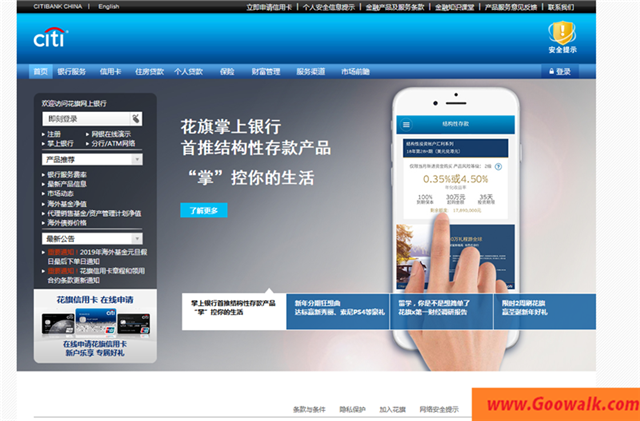 CITIBANK CHINA | English
立即申请信用卡 | 个人安全信息提示 | 金融产品及服务条款 | 金融知识课堂 | 产品服务意见反馈 | 联系我们
citi
安全提示
首页 银行服务 信用卡 住房贷款 个人贷款 保险 财富管理 服务渠道 市场前瞻 登录
欢迎访问花旗网上银行
即刻登录
注册 网银在线演示
掌上银行 分行/ATM网络
产品推荐
银行服务费率
最新产品信息
市场动态
海外基金净值
代理销售基金/资产管理计划净值
海外债券价格
最新公告
最新通知：2019年海外基金元旦假日最后下单日通知
最新通知：花旗信用卡章程和领用合约条款更新通知
花旗信用卡 在线申请
在线申请花旗信用卡
新户乐享 专属好礼
花旗掌上银行
首推结构性存款产品
“掌”控你的生活
了解更多
结构性存款
0.35%或4.50%
100%
30万元
35天
掌上银行首推结构性存款产品
“掌”控你的生活
新年分期狂想曲
达标赢新秀丽、索尼PS4等豪礼
留学，你是不是想简单了
花旗x第一财经调研报告
限时2周刷花旗
赢圣诞新年好礼
条款与条件 隐私保护 加入花旗 网络安全提示
www.Goowalk.com